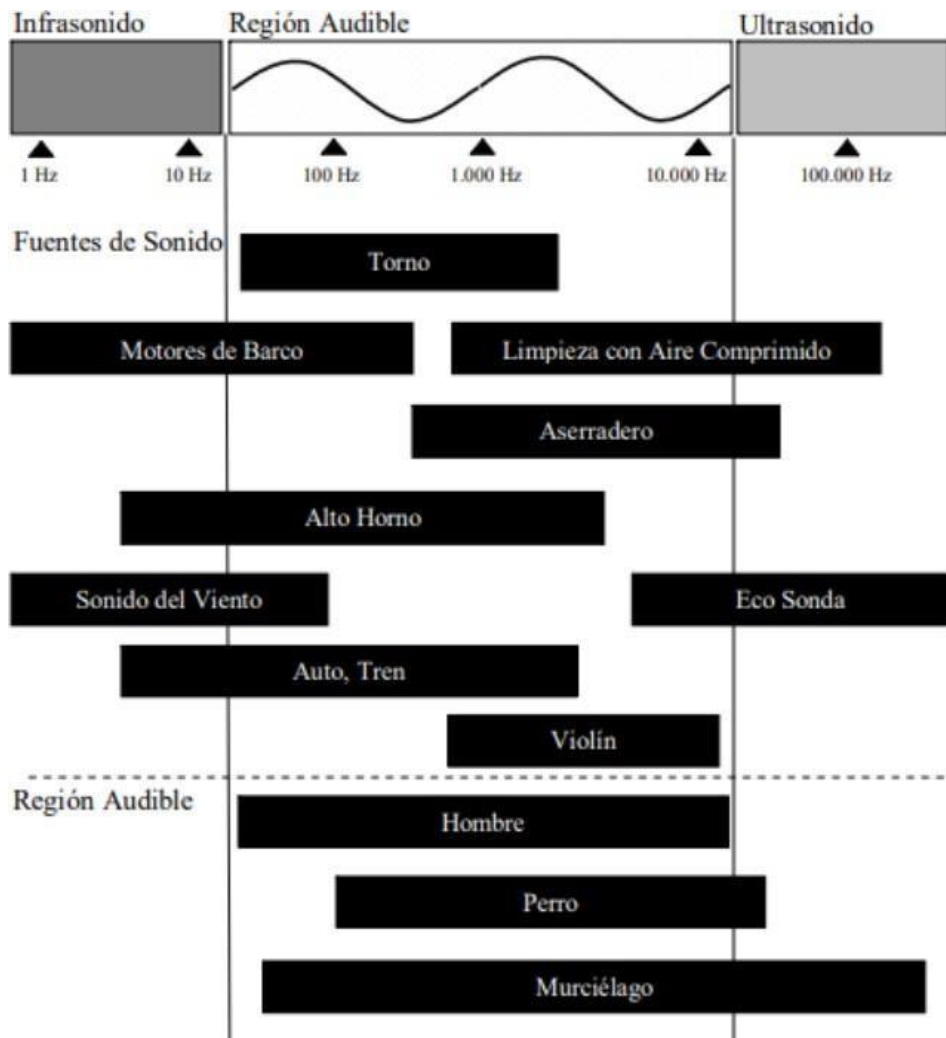 Infrasonido Región Audible Ultrasonido
1 Hz 10 Hz 100 Hz 1.000 Hz 10.000 Hz 100.000 Hz
Fuentes de Sonido
Torno
Motores de Barco Limpieza con Aire Comprimido
Aserradero
Alto Horno
Sonido del Viento Eco Sonda
Auto, Tren
Violín
Región Audible
Hombre
Perro
Murciélago